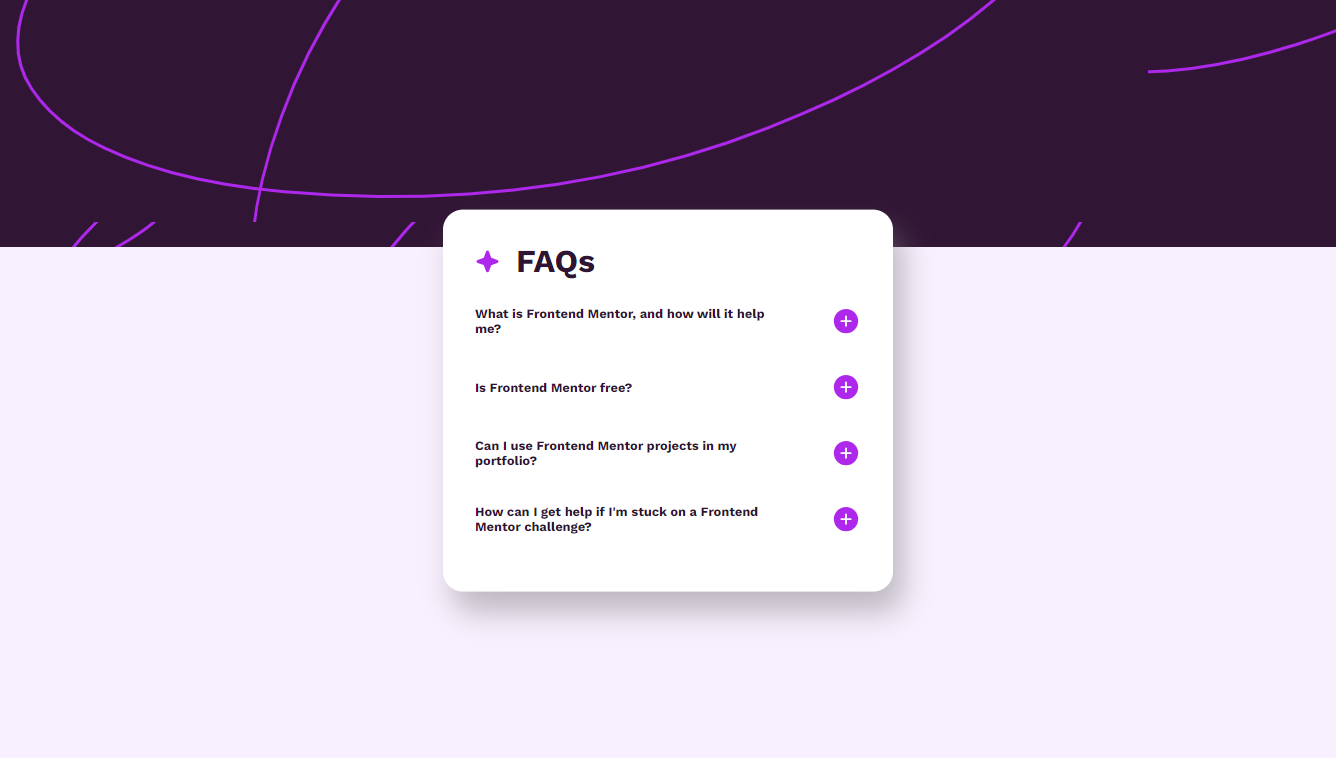 FAQs
What is Frontend Mentor, and how will it help
me?
Is Frontend Mentor free?
Can I use Frontend Mentor projects in my
portfolio?
How can I get help if I'm stuck on a Frontend
Mentor challenge?